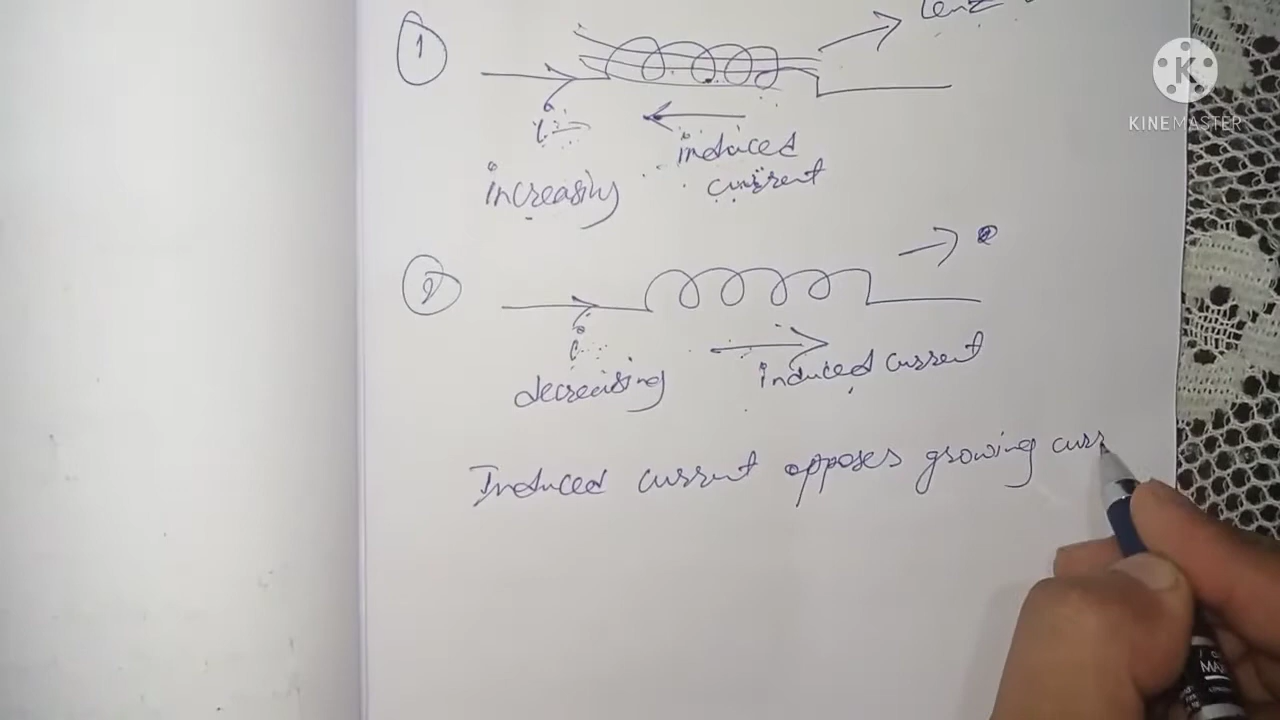 1
i
increasing
induced
current
K
KINEMASTER
2
i
decreasing
induced current
Induced current opposes growing curr